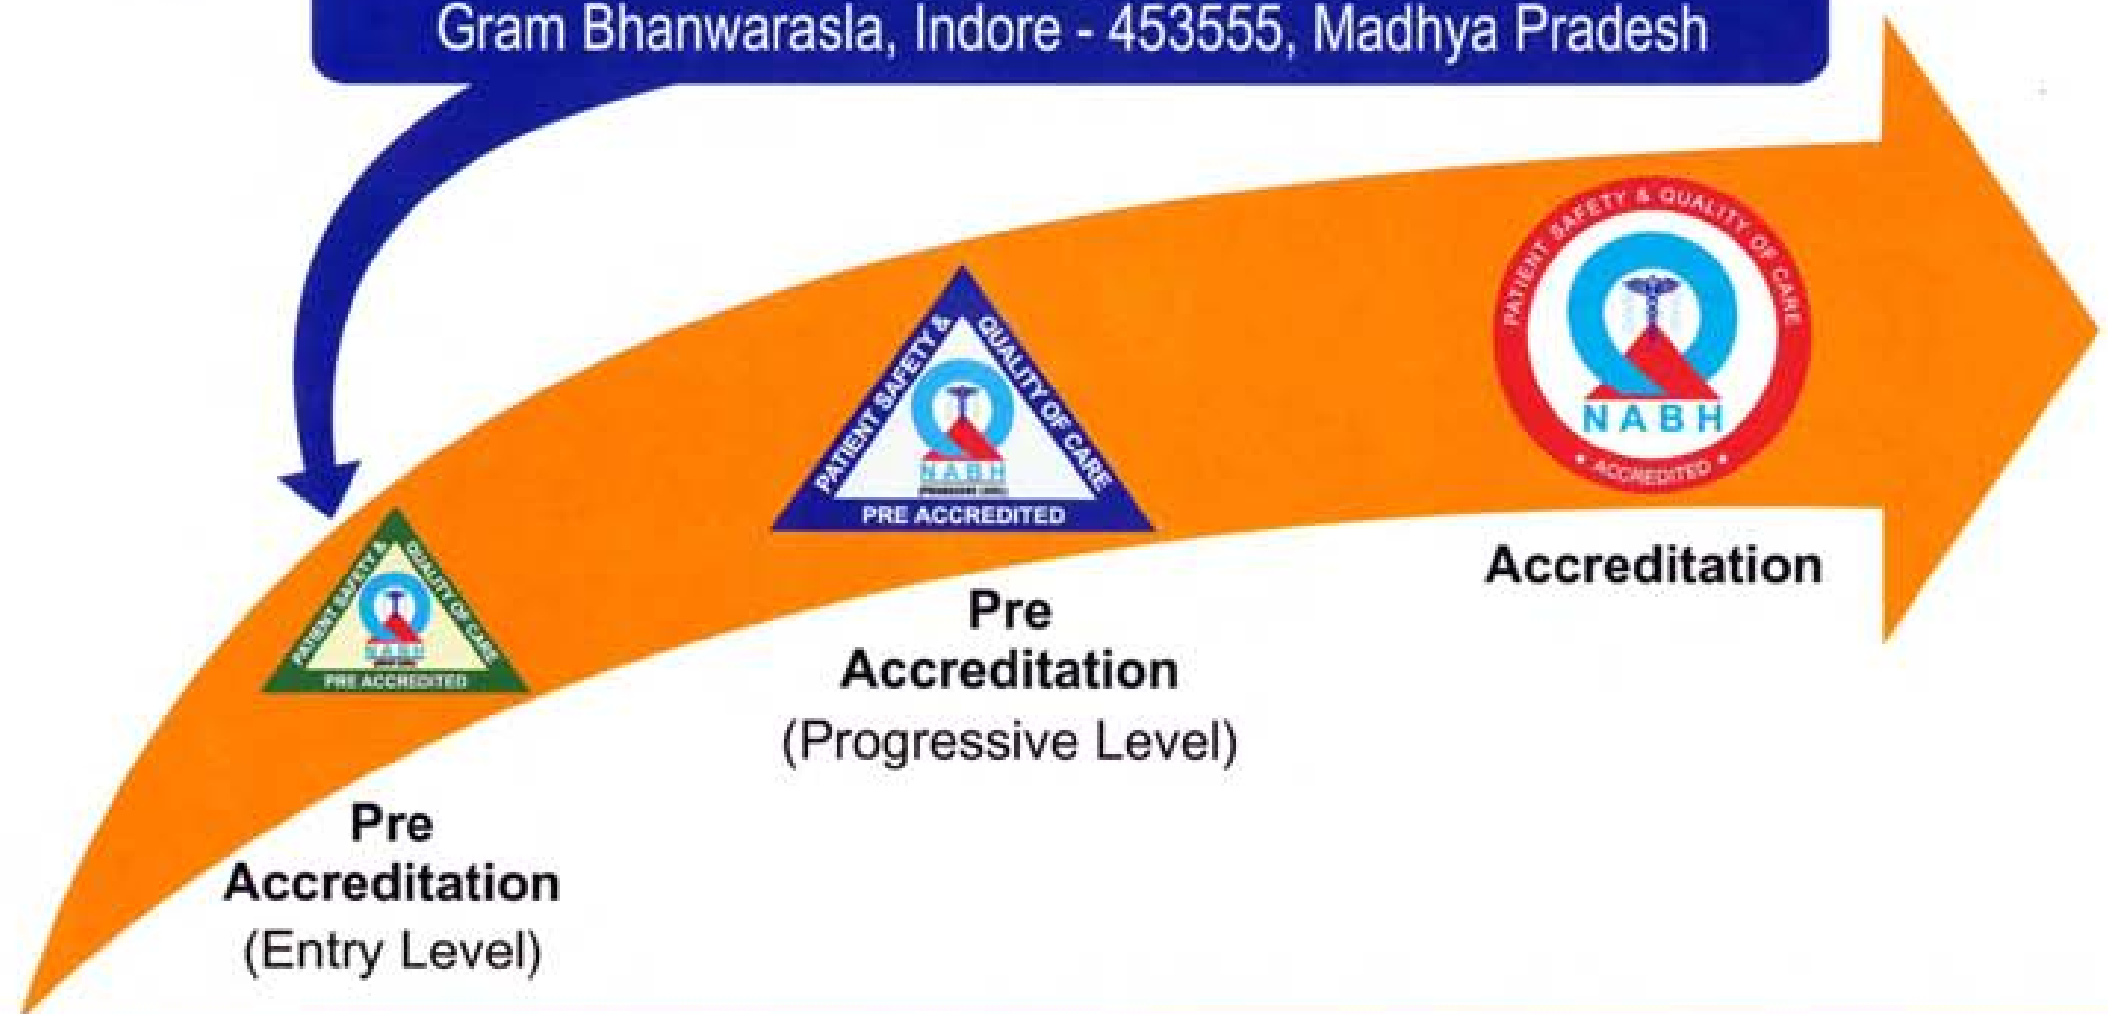 Gram Bhanwarasla, Indore - 453555, Madhya Pradesh
PATIENT SAFETY & QUALITY OF CARE
NABH
• ACCREDITED •
Accreditation
PATIENT SAFETY &
QUALITY OF CARE
NABH
PRE ACCREDITED
Pre
Accreditation
(Progressive Level)
PATIENT SAFETY &
QUALITY OF CARE
NABH
PRE ACCREDITED
Pre
Accreditation
(Entry Level)